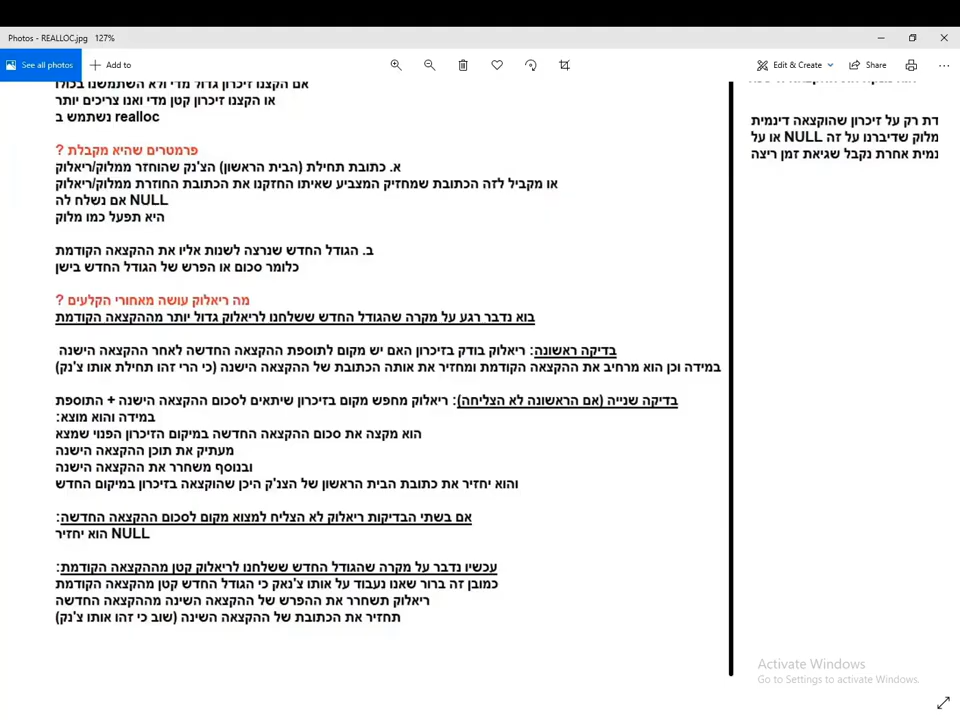 Photos - REALLOC.jpg 127%
See all photos
Add to
Edit & Create
Share
אם הקצנו זיכרון גדול מדי ולא השתמשנו בכולו
או הקצנו זיכרון קטן מדי ואנו צריכים יותר
נשתמש ב realloc
פרמטרים שהיא מקבלת ?
א. כתובת תחילת (הבית הראשון) הצ'נק שהוחזר ממלוק/ריאלוק
או מקביל לזה הכתובת שמחזיק המצביע שאיתו החזקנו את הכתובת החוזרת ממלוק/ריאלוק
אם נשלח לה NULL
היא תפעל כמו מלוק
ב. הגודל החדש שנרצה לשנות אליו את ההקצאה הקודמת
כלומר סכום או הפרש של הגודל החדש בישן
מה ריאלוק עושה מאחורי הקלעים ?
בוא נדבר רגע על מקרה שהגודל החדש ששלחנו לריאלוק גדול יותר מההקצאה הקודמת
בדיקה ראשונה: ריאלוק בודק בזיכרון האם יש מקום לתוספת ההקצאה החדשה לאחר ההקצאה הישנה
במידה וכן הוא מרחיב את ההקצאה הקודמת ומחזיר את אותה הכתובת של ההקצאה הישנה (כי הרי זהו תחילת אותו צ'נק)
בדיקה שנייה (אם הראשונה לא הצליחה): ריאלוק מחפש מקום בזיכרון שיתאים לסכום ההקצאה הישנה + התוספת
במידה והוא מוצא:
הוא מקצה את סכום ההקצאה החדשה במיקום הזיכרון הפנוי שמצא
מעתיק את תוכן ההקצאה הישנה
ובנוסף משחרר את ההקצאה הישנה
והוא יחזיר את כתובת הבית הראשון של הצנ'ק היכן שהוקצאה בזיכרון במיקום החדש
אם בשתי הבדיקות ריאלוק לא הצליח למצוא מקום לסכום ההקצאה החדשה:
הוא יחזיר NULL
עכשיו נדבר על מקרה שהגודל החדש ששלחנו לריאלוק קטן מההקצאה הקודמת:
כמובן זה ברור שאנו נעבוד על אותו צ'נאק כי הגודל החדש קטן מהקצאה הקודמת
ריאלוק תשחרר את ההפרש של ההקצאה השינה מההקצאה החדשה
תחזיר את הכתובת של ההקצאה השינה (שוב כי זהו אותו צ'נק)
דת רק על זיכרון שהוקצאה דינמית
מלוק שדיברנו על זה NULL או על
נמית אחרת נקבל שגיאת זמן ריצה
Activate Windows
Go to Settings to activate Windows.